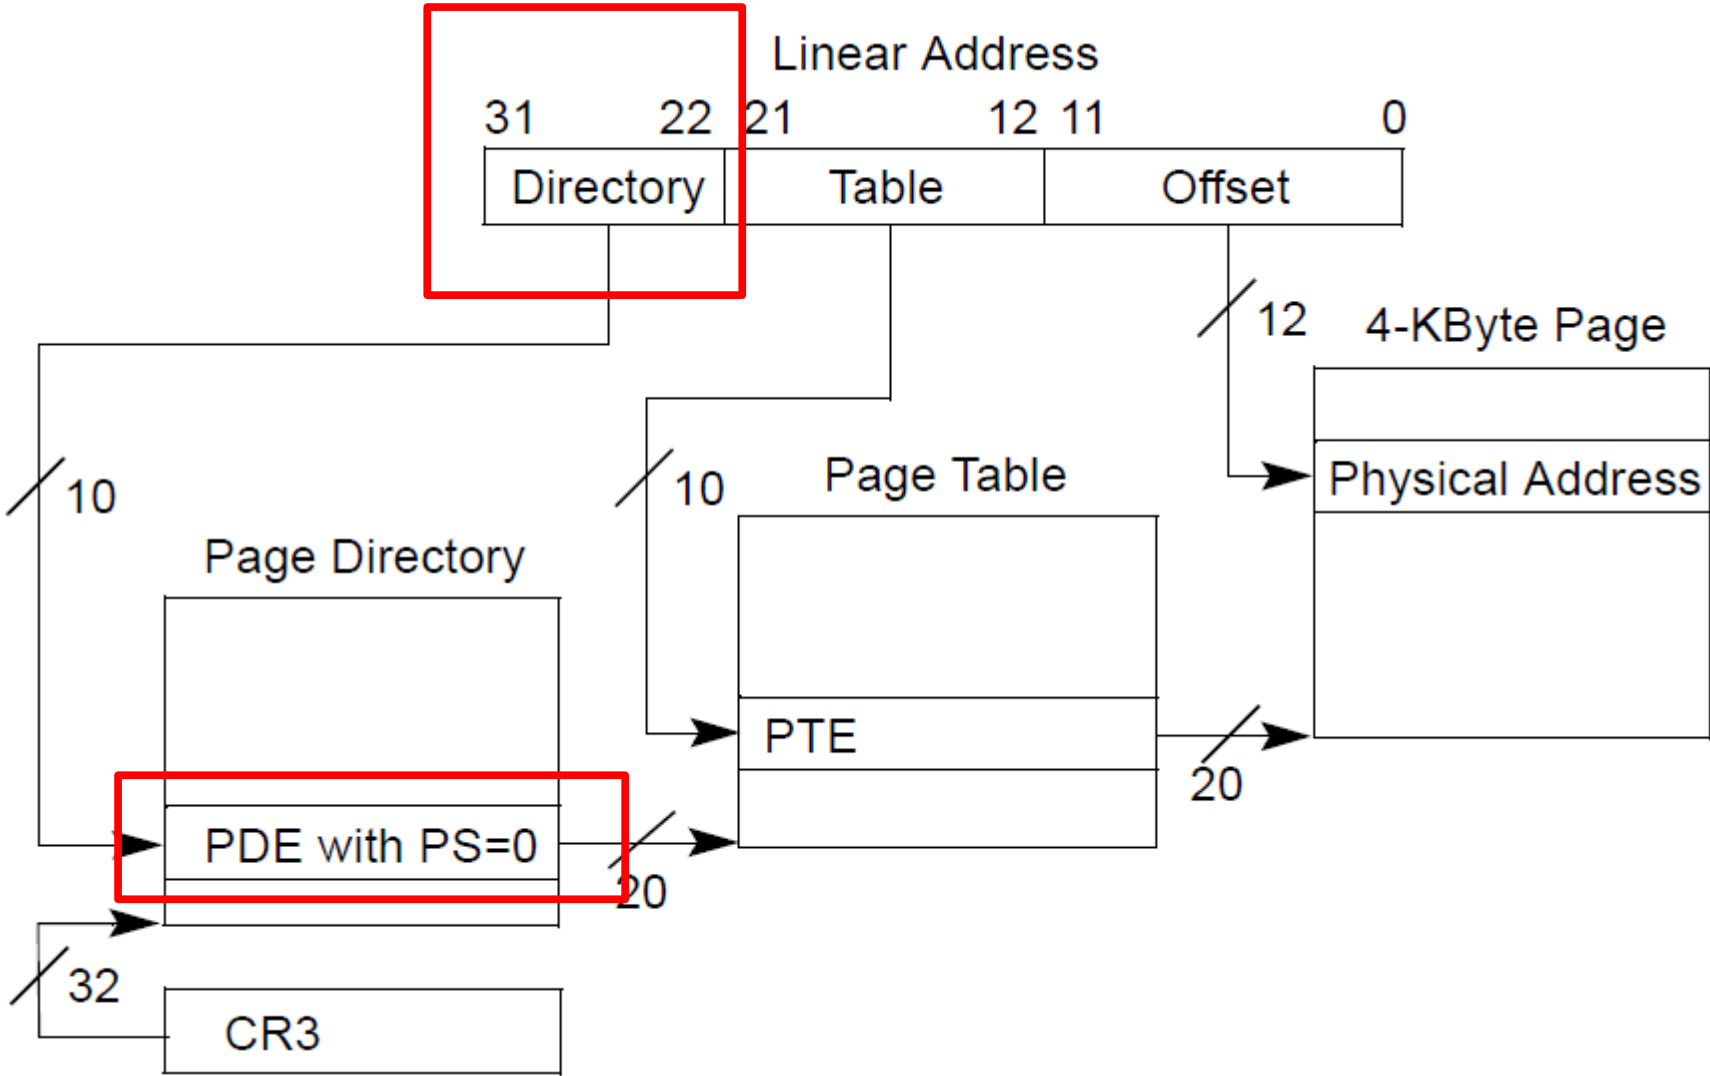 Linear Address
31 22 21 12 11 0
Directory Table Offset
12
4-KByte Page
10
10
Page Table
Physical Address
Page Directory
PTE
20
PDE with PS=0
20
32
CR3